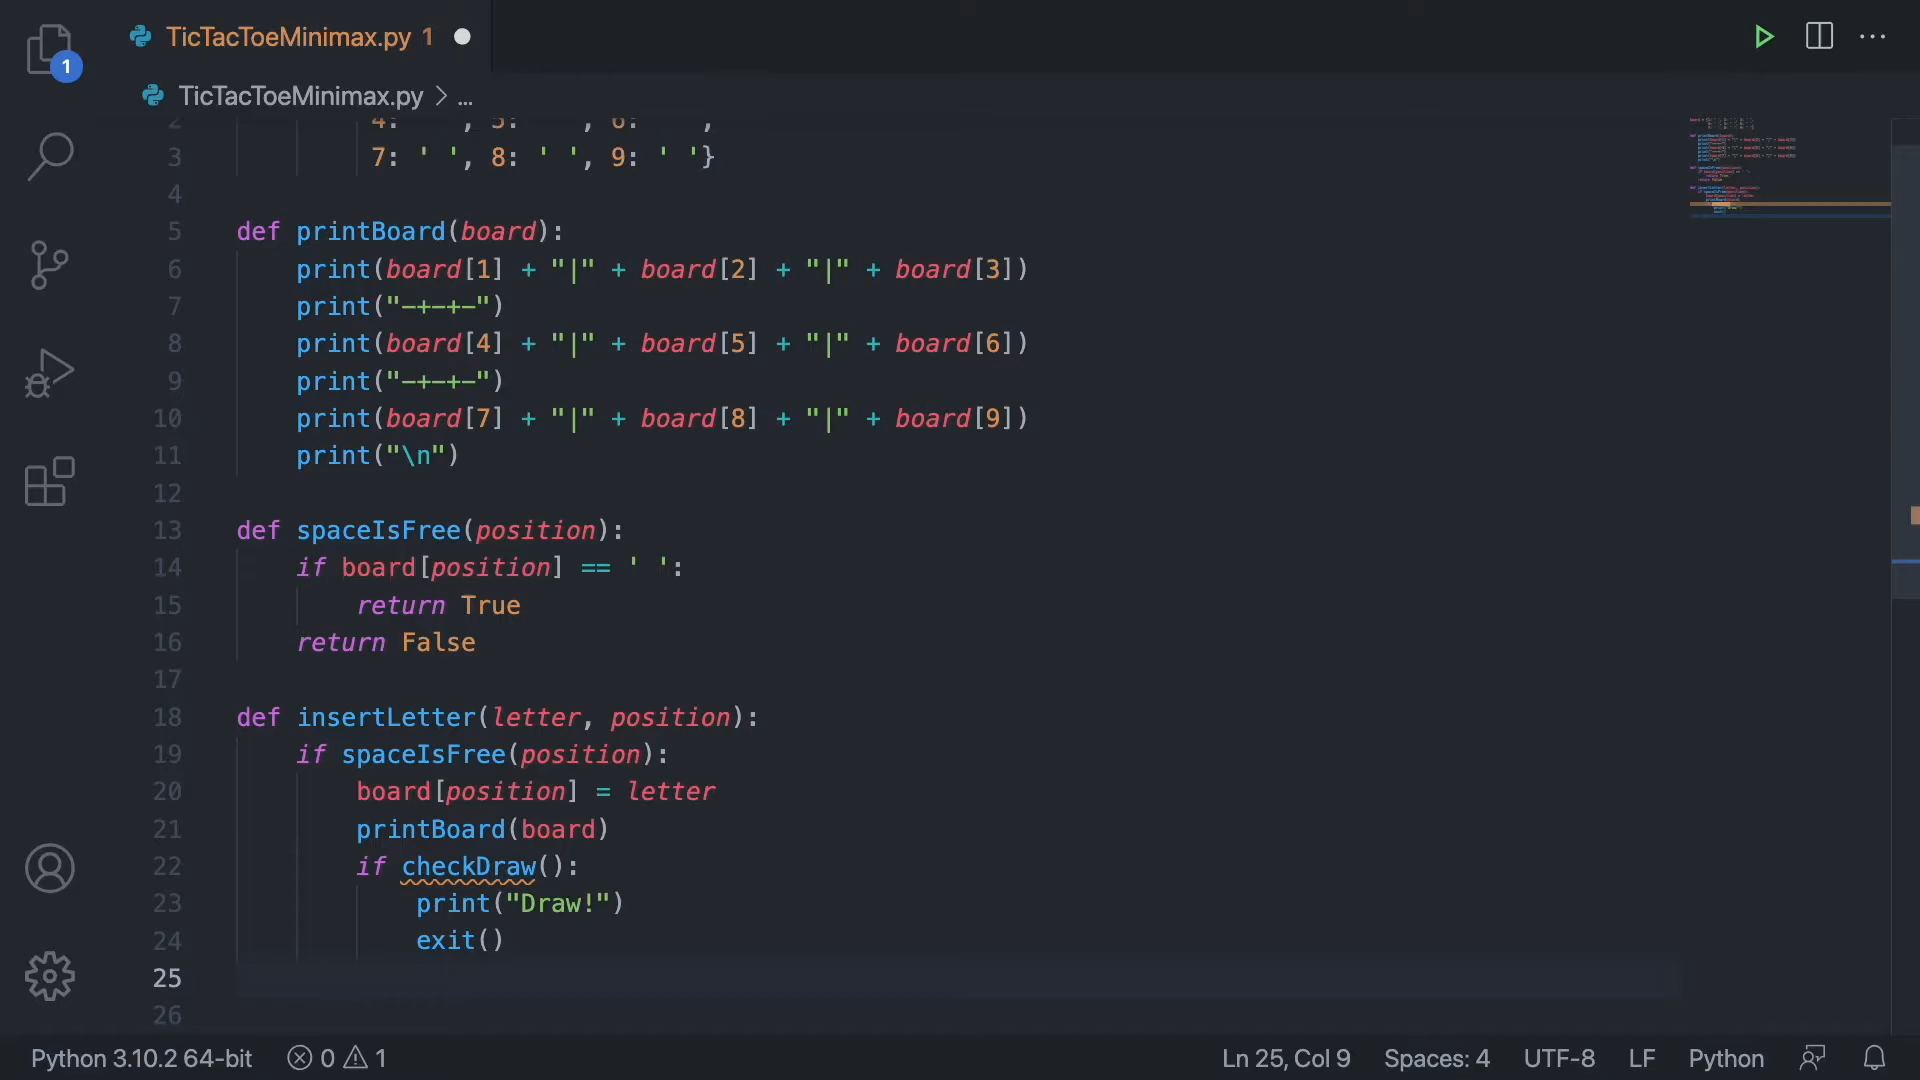 TicTacToeMinimax.py 1
1
TicTacToeMinimax.py > ...
2 4: ' ', 5: ' ', 6: ' ',
3 7: ' ', 8: ' ', 9: ' '}
4
5 def printBoard(board):
6 print(board[1] + "|" + board[2] + "|" + board[3])
7 print("-+-+-")
8 print(board[4] + "|" + board[5] + "|" + board[6])
9 print("-+-+-")
10 print(board[7] + "|" + board[8] + "|" + board[9])
11 print("\n")
12
13 def spaceIsFree(position):
14 if board[position] == ' ':
15 return True
16 return False
17
18 def insertLetter(letter, position):
19 if spaceIsFree(position):
20 board[position] = letter
21 printBoard(board)
22 if checkDraw():
23 print("Draw!")
24 exit()
25
26
Python 3.10.2 64-bit 0 1 Ln 25, Col 9 Spaces: 4 UTF-8 LF Python